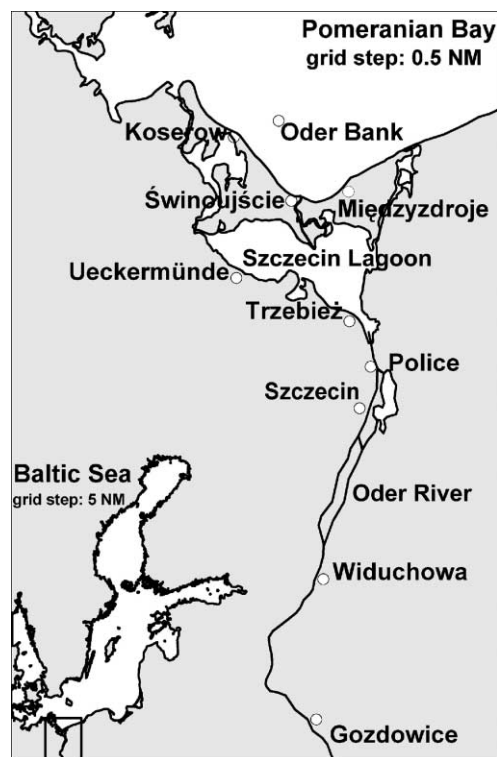 Pomeranian Bay
grid step: 0.5 NM
Koserow
Oder Bank
Świnoujście
Międzyzdroje
Szczecin Lagoon
Ueckermünde
Trzebież
Police
Szczecin
Baltic Sea
grid step: 5 NM
Oder River
Widuchowa
Gozdowice